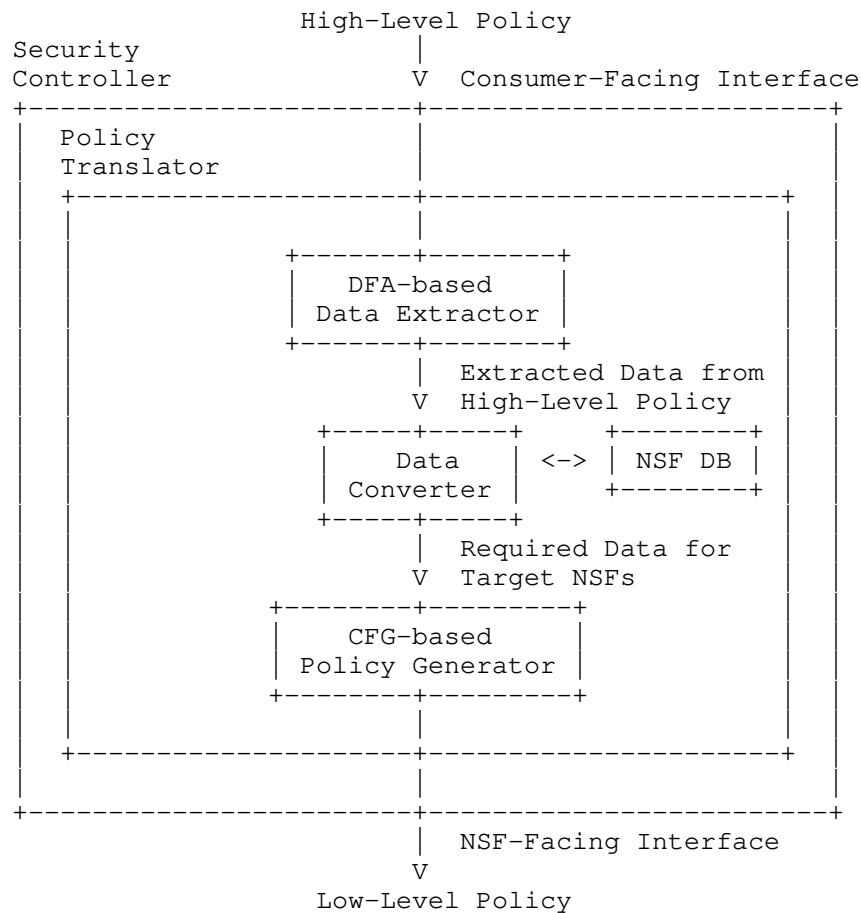 High-Level Policy
Security
Controller
Consumer-Facing Interface
Policy
Translator
DFA-based
Data Extractor
Extracted Data from
High-Level Policy
Data
Converter
<-> NSF DB
Required Data for
Target NSFs
CFG-based
Policy Generator
NSF-Facing Interface
Low-Level Policy